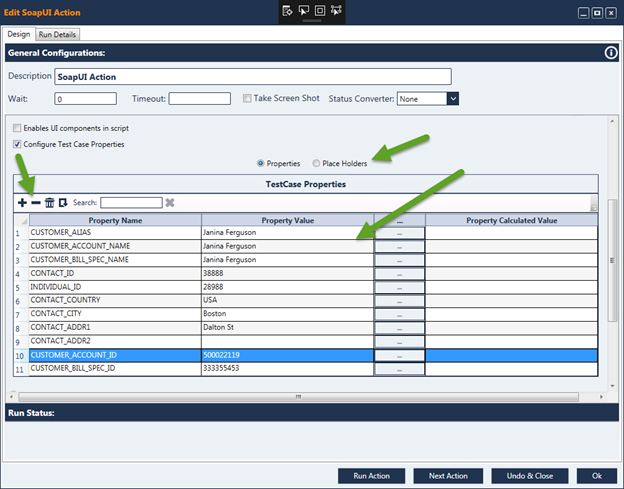 Edit SoapUI Action
Design Run Details
General Configurations:
Description SoapUI Action
Wait: 0 Timeout: Take Screen Shot Status Converter: None
Enables UI components in script
Configure Test Case Properties
Properties Place Holders
TestCase Properties
Search:
Property Name Property Value ... Property Calculated Value
1 CUSTOMER_ALIAS Janina Ferguson ...
2 CUSTOMER_ACCOUNT_NAME Janina Ferguson ...
3 CUSTOMER_BILL_SPEC_NAME Janina Ferguson ...
4 CONTACT_ID 38888 ...
5 INDIVIDUAL_ID 28988 ...
6 CONTACT_COUNTRY USA ...
7 CONTACT_CITY Boston ...
8 CONTACT_ADDR1 Dalton St ...
9 CONTACT_ADDR2 ...
10 CUSTOMER_ACCOUNT_ID 500022119 ...
11 CUSTOMER_BILL_SPEC_ID 333355453 ...
Run Status:
Run Action Next Action Undo & Close Ok